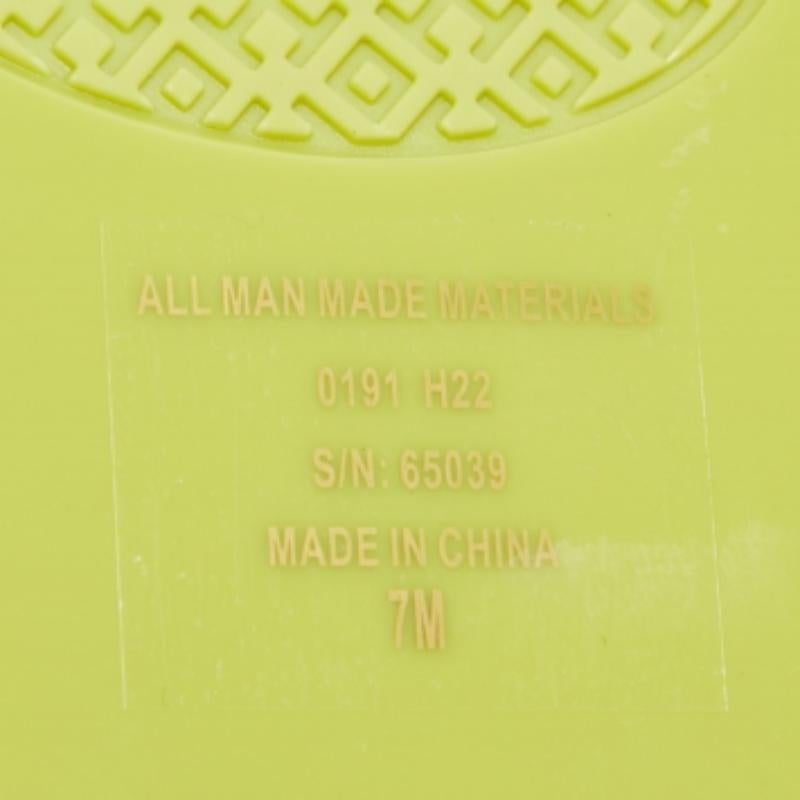 ALL MAN MADE MATERIALS
0191 H22
S/N: 65039
MADE IN CHINA
7M